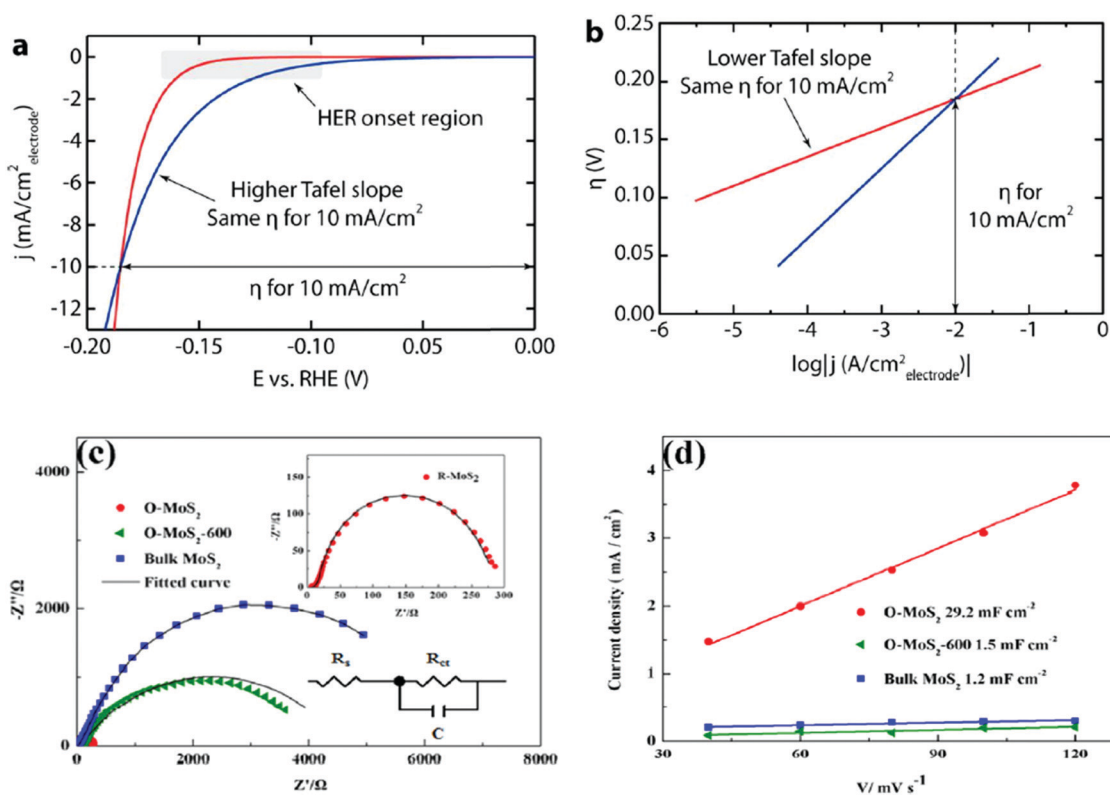 a
0
-2
-4
-6
-8
-10
-12
j (mA/cm²electrode)
HER onset region
Higher Tafel slope
Same η for 10 mA/cm²
η for 10 mA/cm²
-0.20
-0.15
-0.10
-0.05
0.00
E vs. RHE (V)
b
0.25
0.20
0.15
0.10
0.05
0.00
η (V)
Lower Tafel slope
Same η for 10 mA/cm²
η for
10 mA/cm²
-6
-5
-4
-3
-2
-1
0
log|j (A/cm²electrode)|
(c)
4000
2000
0
-Z''/Ω
O-MoS₂
O-MoS₂-600
Bulk MoS₂
Fitted curve
150
100
50
0
-Z''/Ω
R-MoS₂
0
50
100
150
200
250
300
Z'/Ω
Rs
Rct
C
0
2000
4000
6000
8000
Z'/Ω
(d)
4
3
2
1
0
Current density ( mA / cm²)
O-MoS₂ 29.2 mF cm⁻²
O-MoS₂-600 1.5 mF cm⁻²
Bulk MoS₂ 1.2 mF cm⁻²
30
60
90
120
V/ mV s⁻¹